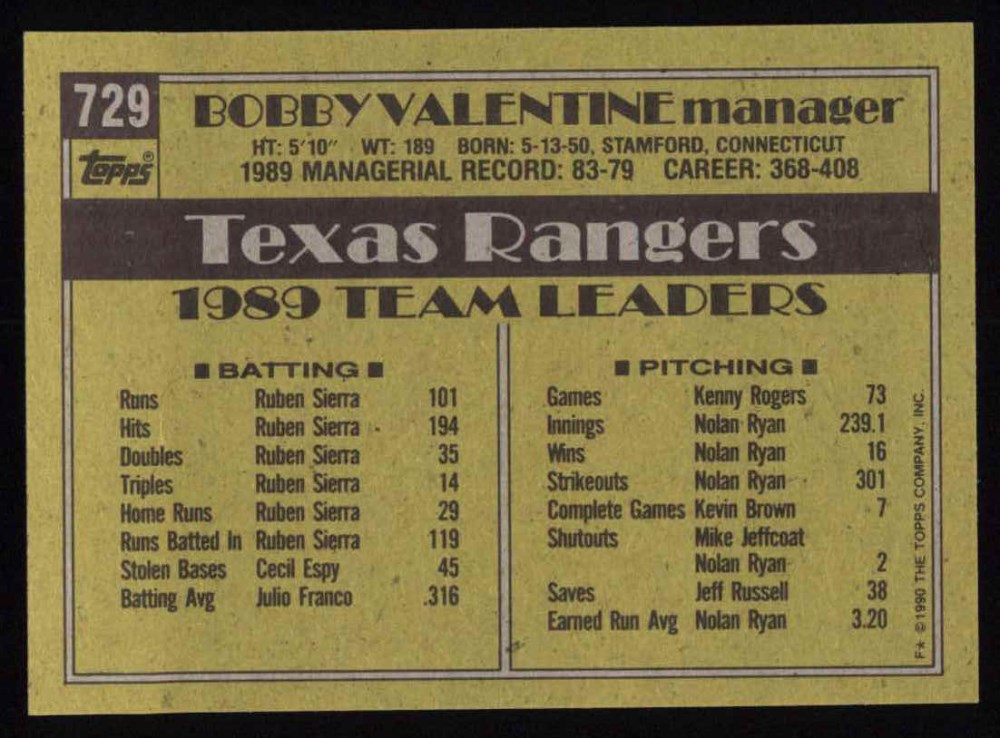 729
topps®
BOBBY VALENTINE manager
HT: 5'10" WT: 189 BORN: 5-13-50, STAMFORD, CONNECTICUT
1989 MANAGERIAL RECORD: 83-79 CAREER: 368-408
Texas Rangers
1989 TEAM LEADERS
BATTING
Runs Ruben Sierra 101
Hits Ruben Sierra 194
Doubles Ruben Sierra 35
Triples Ruben Sierra 14
Home Runs Ruben Sierra 29
Runs Batted In Ruben Sierra 119
Stolen Bases Cecil Espy 45
Batting Avg Julio Franco .316
PITCHING
Games Kenny Rogers 73
Innings Nolan Ryan 239.1
Wins Nolan Ryan 16
Strikeouts Nolan Ryan 301
Complete Games Kevin Brown 7
Shutouts Mike Jeffcoat
Nolan Ryan 2
Saves Jeff Russell 38
Earned Run Avg Nolan Ryan 3.20
F★ ©1990 THE TOPPS COMPANY, INC.